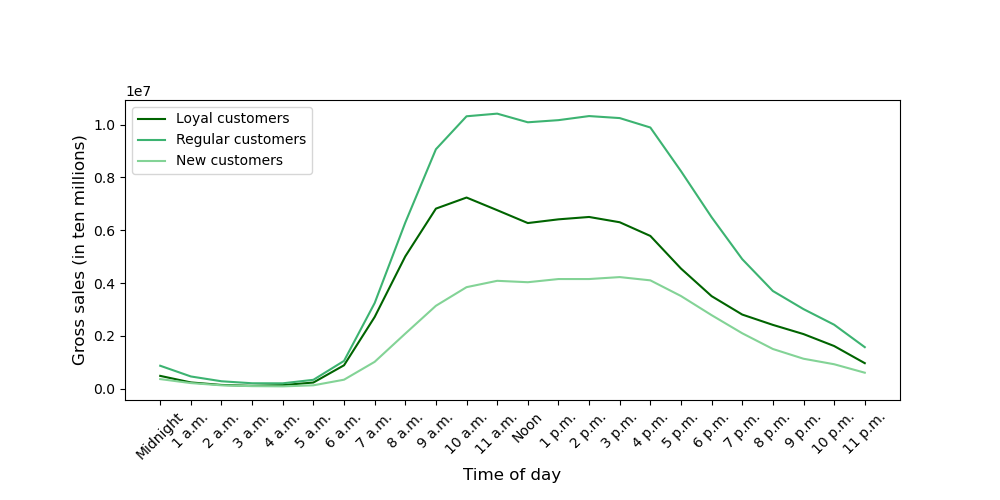 1e7
Loyal customers
Regular customers
New customers
1.0
0.8
0.6
0.4
0.2
0.0
Gross sales (in ten millions)
Midnight
1 a.m.
2 a.m.
3 a.m.
4 a.m.
5 a.m.
6 a.m.
7 a.m.
8 a.m.
9 a.m.
10 a.m.
11 a.m.
Noon
1 p.m.
2 p.m.
3 p.m.
4 p.m.
5 p.m.
6 p.m.
7 p.m.
8 p.m.
9 p.m.
10 p.m.
11 p.m.
Time of day